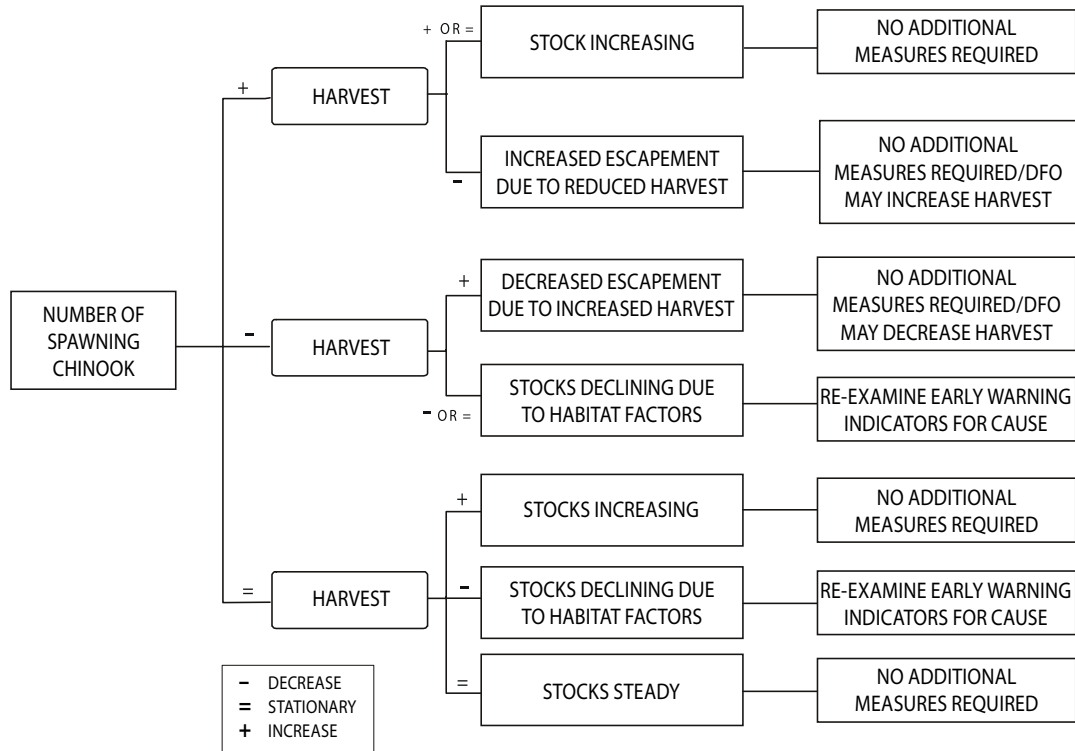 NUMBER OF
SPAWNING
CHINOOK
+
HARVEST
+ OR =
STOCK INCREASING
NO ADDITIONAL
MEASURES REQUIRED
-
INCREASED ESCAPEMENT
DUE TO REDUCED HARVEST
NO ADDITIONAL
MEASURES REQUIRED/DFO
MAY INCREASE HARVEST
-
HARVEST
+
DECREASED ESCAPEMENT
DUE TO INCREASED HARVEST
NO ADDITIONAL
MEASURES REQUIRED/DFO
MAY DECREASE HARVEST
- OR =
STOCKS DECLINING DUE
TO HABITAT FACTORS
RE-EXAMINE EARLY WARNING
INDICATORS FOR CAUSE
=
HARVEST
+
STOCKS INCREASING
NO ADDITIONAL
MEASURES REQUIRED
-
STOCKS DECLINING DUE
TO HABITAT FACTORS
RE-EXAMINE EARLY WARNING
INDICATORS FOR CAUSE
=
STOCKS STEADY
NO ADDITIONAL
MEASURES REQUIRED
- DECREASE
= STATIONARY
+ INCREASE